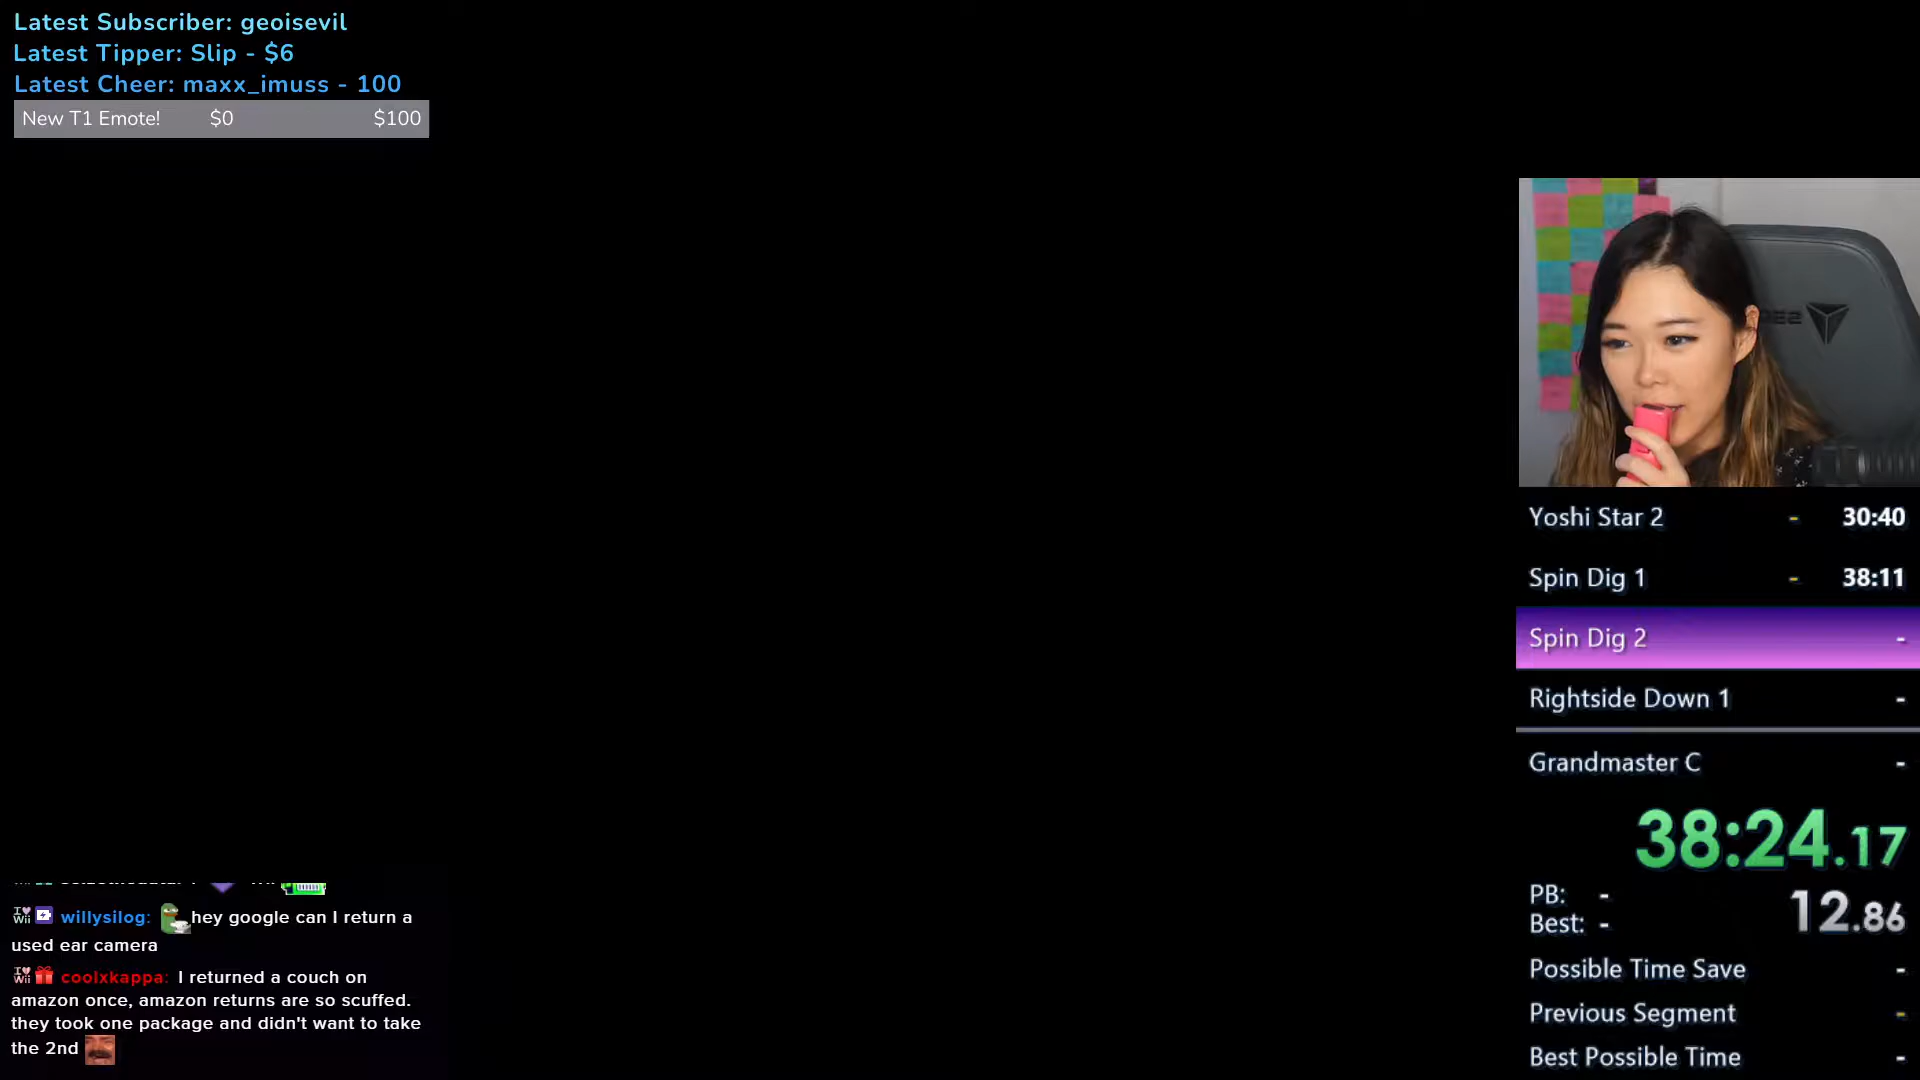 Latest Subscriber: geoisevil
Latest Tipper: Slip - $6
Latest Cheer: maxx_imuss - 100
New T1 Emote! $0 $100
Yoshi Star 2 - 30:40
Spin Dig 1 - 38:11
Spin Dig 2 -
Rightside Down 1 -
Grandmaster C -
38:24.17
PB: -
Best: -
12.86
Possible Time Save -
Previous Segment -
Best Possible Time -
willysilog: hey google can I return a
used ear camera
coolxkappa: I returned a couch on
amazon once, amazon returns are so scuffed.
they took one package and didn't want to take
the 2nd